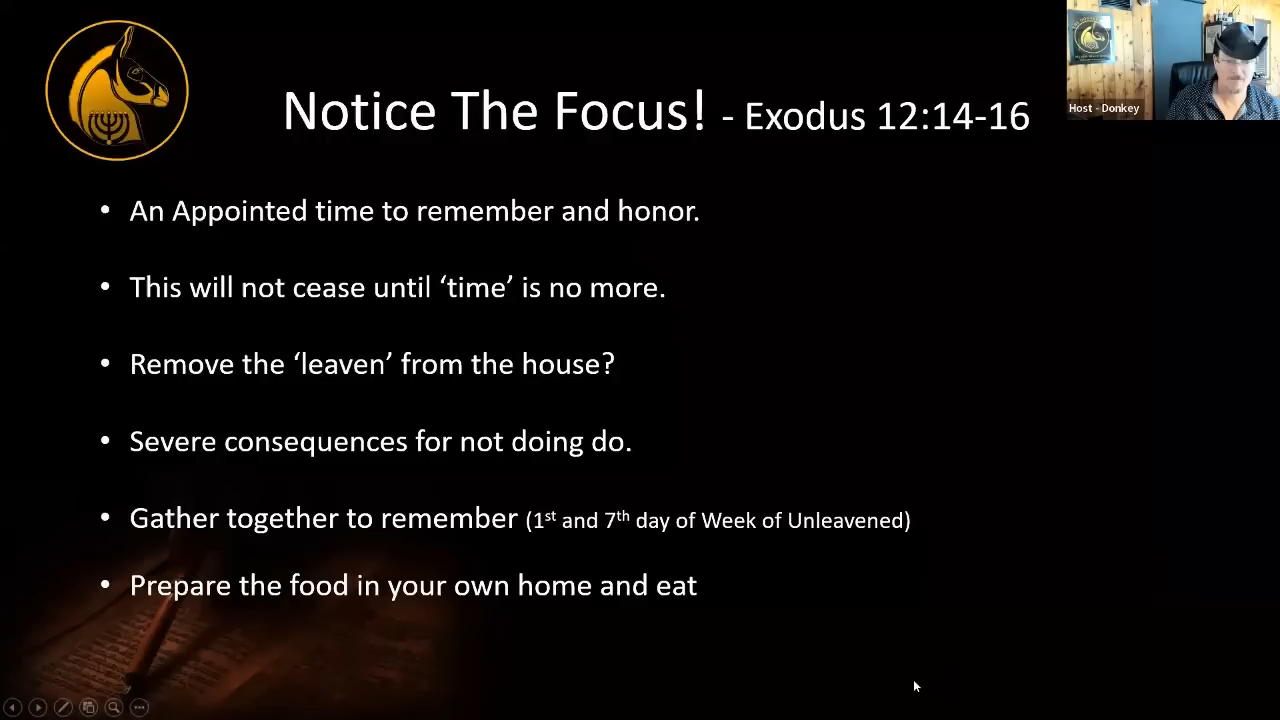 Notice The Focus! - Exodus 12:14-16
Host - Donkey
• An Appointed time to remember and honor.
• This will not cease until ‘time’ is no more.
• Remove the ‘leaven’ from the house?
• Severe consequences for not doing do.
• Gather together to remember (1st and 7th day of Week of Unleavened)
• Prepare the food in your own home and eat